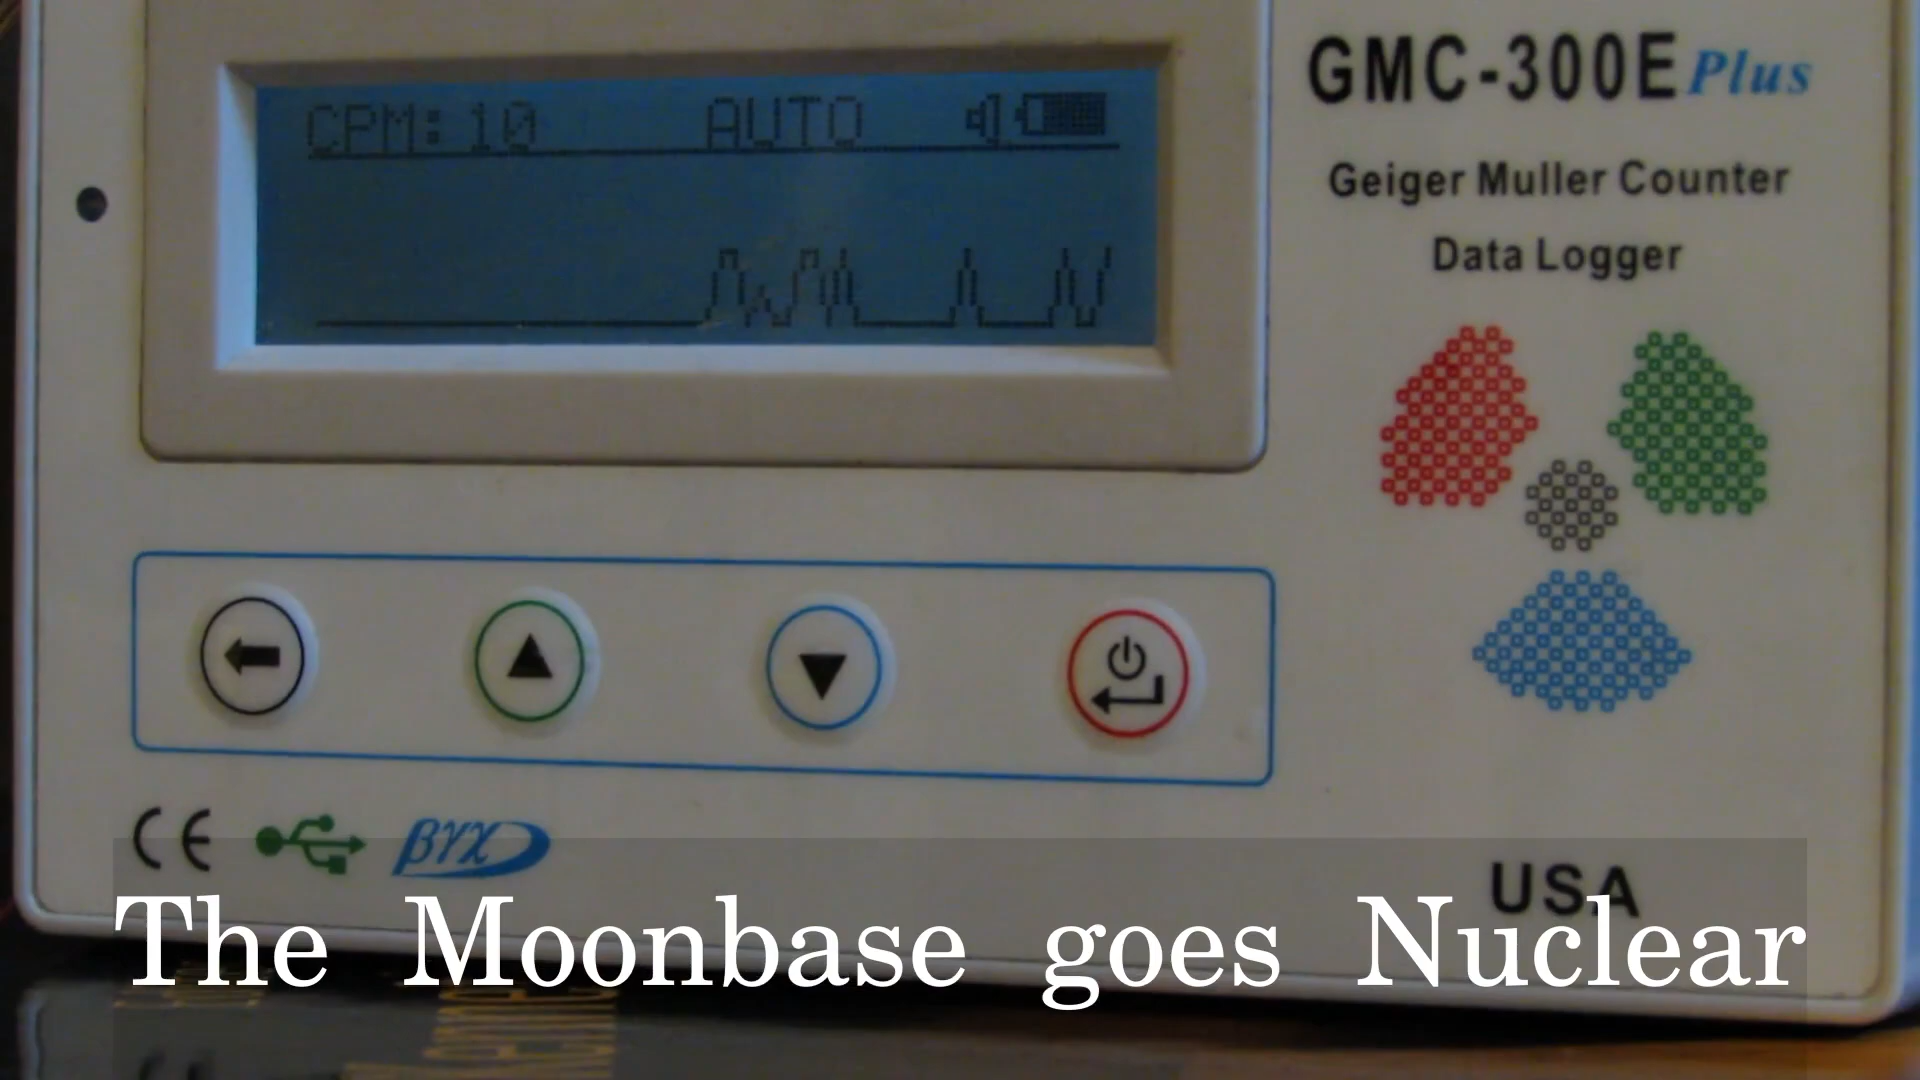 CPM: 10 AUTO
GMC-300E Plus
Geiger Muller Counter
Data Logger
CE
βγχ
USA
The Moonbase goes Nuclear